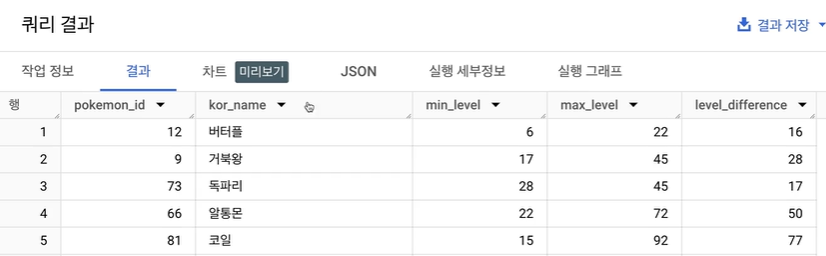 쿼리 결과
결과 저장
작업 정보 결과 차트 미리보기 JSON 실행 세부정보 실행 그래프
행 pokemon_id kor_name min_level max_level level_difference
1 12 버터플 6 22 16
2 9 거북왕 17 45 28
3 73 독파리 28 45 17
4 66 알통몬 22 72 50
5 81 코일 15 92 77